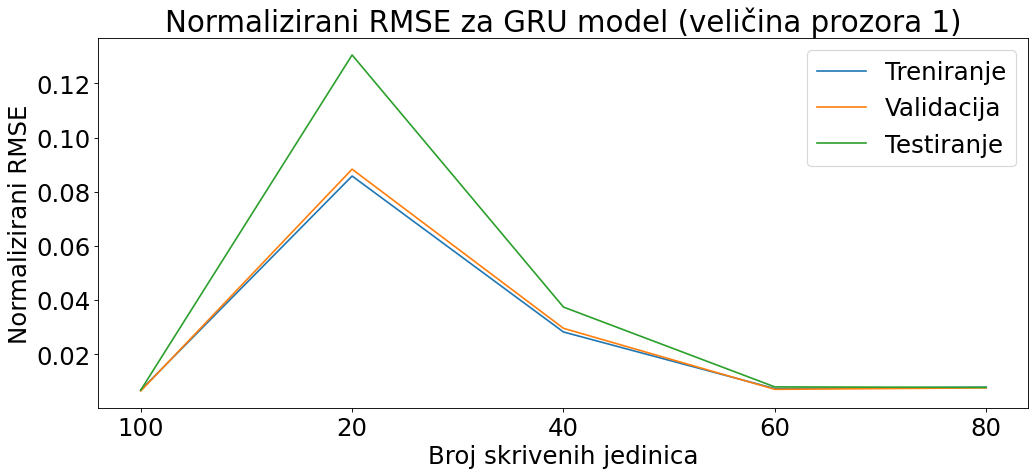 Normalizirani RMSE za GRU model (veličina prozora 1)
Normalizirani RMSE
0.12
0.10
0.08
0.06
0.04
0.02
Treniranje
Validacija
Testiranje
100 20 40 60 80
Broj skrivenih jedinica